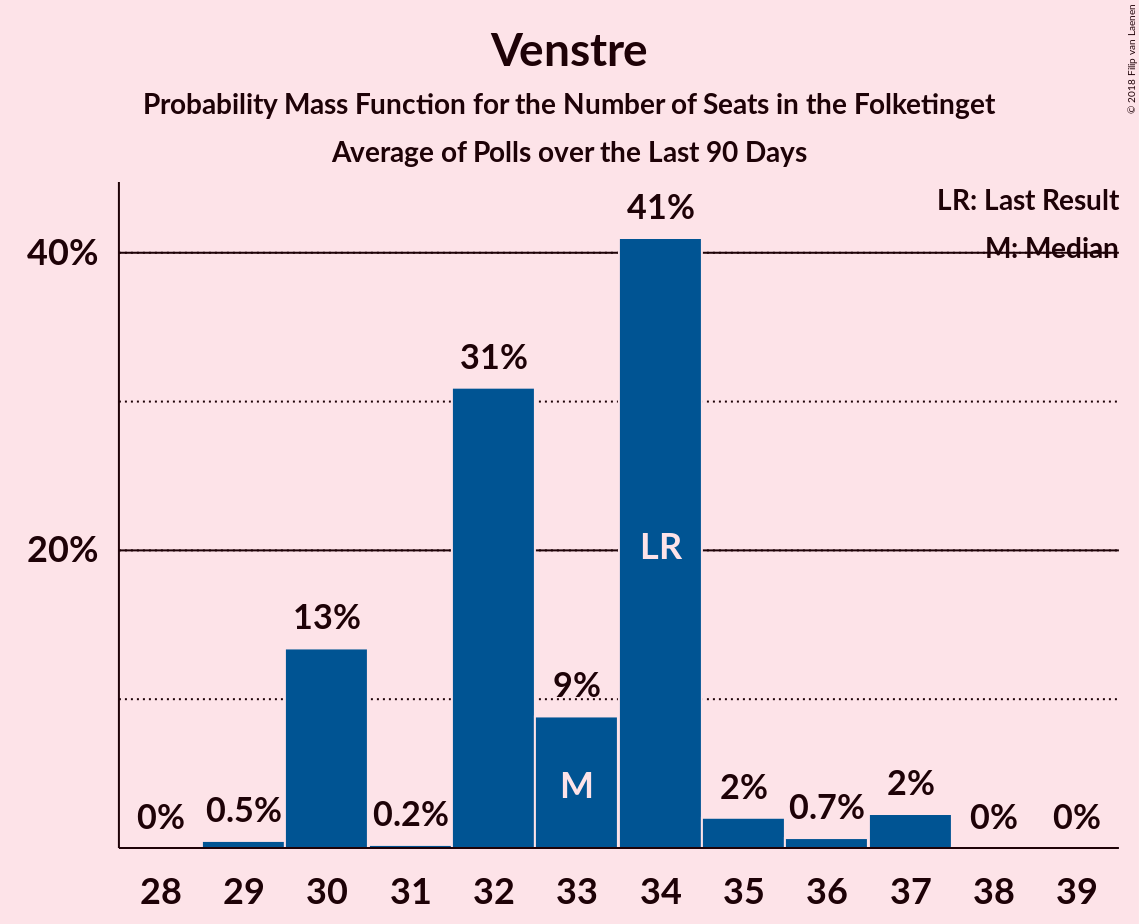 Venstre
Probability Mass Function for the Number of Seats in the Folketinget
Average of Polls over the Last 90 Days
© 2018 Filip van Laenen
LR: Last Result
M: Median
40%
20%
0%
0.5%
13%
0.2%
31%
9%
41%
2%
0.7%
2%
0%
0%
LR
M
28 29 30 31 32 33 34 35 36 37 38 39